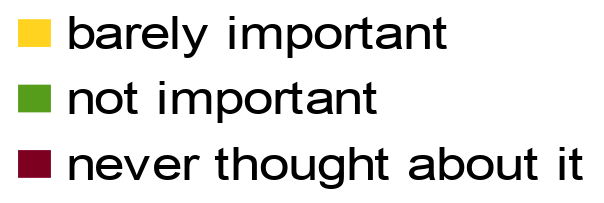 barely important
not important
never thought about it